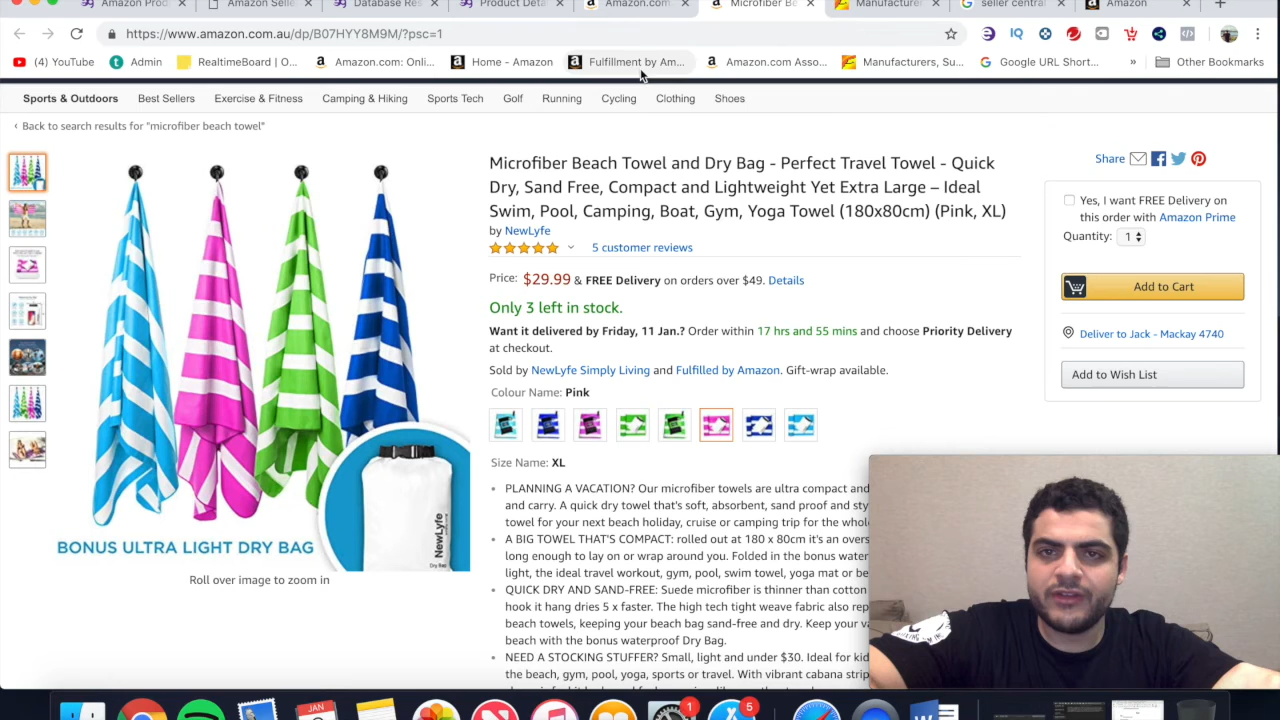 Amazon Prod
Amazon Selle
Database Res
Product Deta
Amazon.com
Microfiber Be
Manufacturer
seller central
Amazon
https://www.amazon.com.au/dp/B07HYY8M9M/?psc=1
(4) YouTube
Admin
RealtimeBoard | O...
Amazon.com: Onli...
Home - Amazon
Fulfillment by Am...
Amazon.com Asso...
Manufacturers, Su...
Google URL Short...
»
Other Bookmarks
Sports & Outdoors
Best Sellers
Exercise & Fitness
Camping & Hiking
Sports Tech
Golf
Running
Cycling
Clothing
Shoes
‹ Back to search results for "microfiber beach towel"
Microfiber Beach Towel and Dry Bag - Perfect Travel Towel - Quick
Dry, Sand Free, Compact and Lightweight Yet Extra Large – Ideal
Swim, Pool, Camping, Boat, Gym, Yoga Towel (180x80cm) (Pink, XL)
by NewLyfe
5 customer reviews
Price: $29.99 & FREE Delivery on orders over $49. Details
Only 3 left in stock.
Want it delivered by Friday, 11 Jan.? Order within 17 hrs and 55 mins and choose Priority Delivery
at checkout.
Sold by NewLyfe Simply Living and Fulfilled by Amazon. Gift-wrap available.
Colour Name: Pink
Size Name: XL
• PLANNING A VACATION? Our microfiber towels are ultra compact and
and carry. A quick dry towel that's soft, absorbent, sand proof and sty
towel for your next beach holiday, cruise or camping trip for the whol
• A BIG TOWEL THAT'S COMPACT: rolled out at 180 x 80cm it's an overs
long enough to lay on or wrap around you. Folded in the bonus water
light, the ideal travel workout, gym, pool, swim towel, yoga mat or be
• QUICK DRY AND SAND-FREE: Suede microfiber is thinner than cotton
hook it hang dries 5 x faster. The high tech tight weave fabric also rep
beach towels, keeping your beach bag sand-free and dry. Keep your va
beach with the bonus waterproof Dry Bag.
• NEED A STOCKING STUFFER? Small, light and under $30. Ideal for kid
the beach, gym, pool, yoga, sports or travel. With vibrant cabana strip
BONUS ULTRA LIGHT DRY BAG
NewLyfe
Roll over image to zoom in
Share
Yes, I want FREE Delivery on
this order with Amazon Prime
Quantity: 1
Add to Cart
Deliver to Jack - Mackay 4740
Add to Wish List
JAN
1
5
W